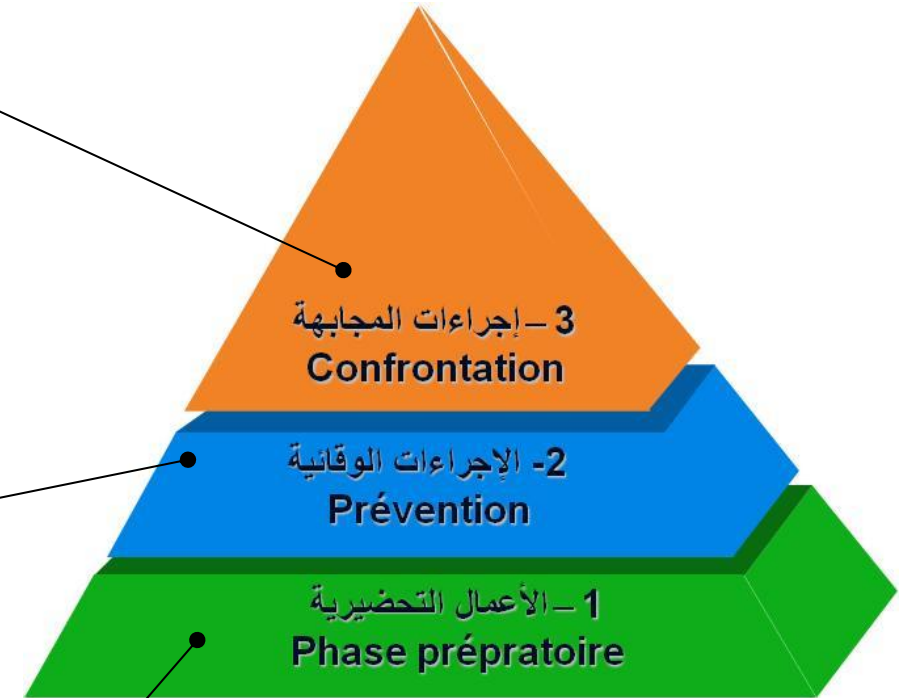 3 – إجراءات المجابهة
Confrontation
2- الإجراءات الوقائية
Prévention
1 – الأعمال التحضيرية
Phase prépratoire